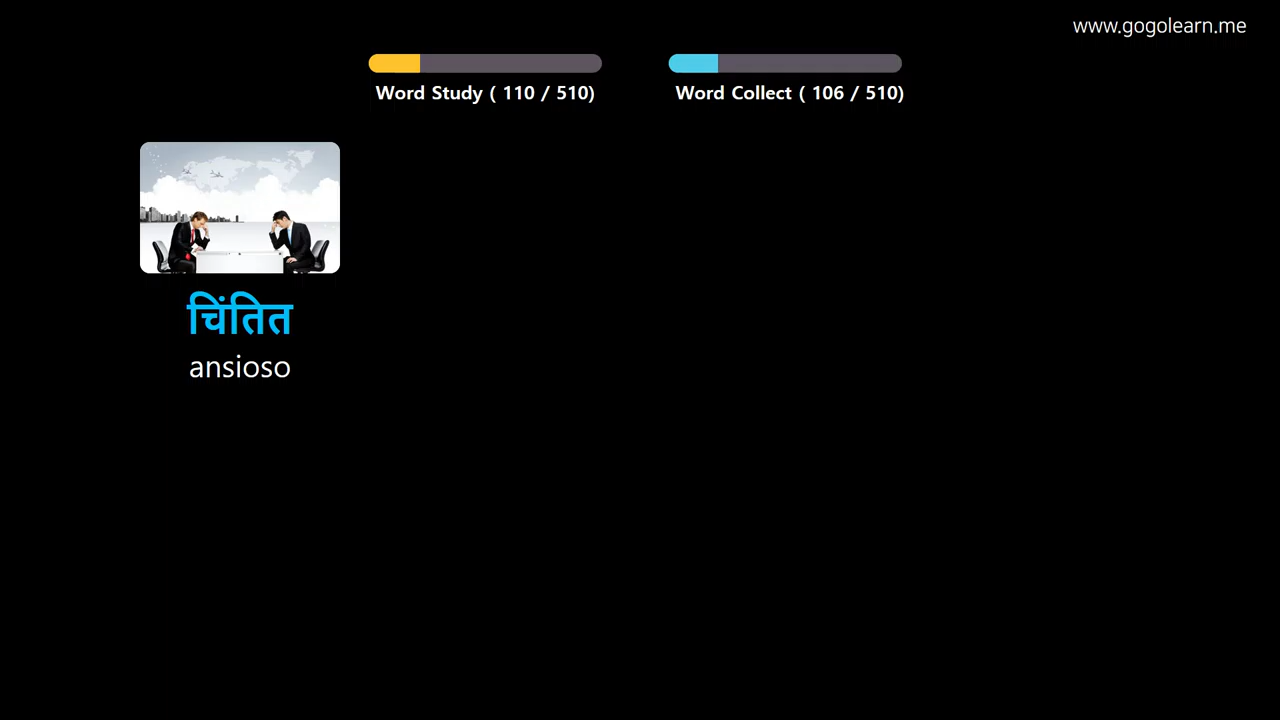 www.gogolearn.me
Word Study ( 110 / 510)
Word Collect ( 106 / 510)
चिंतित
ansioso